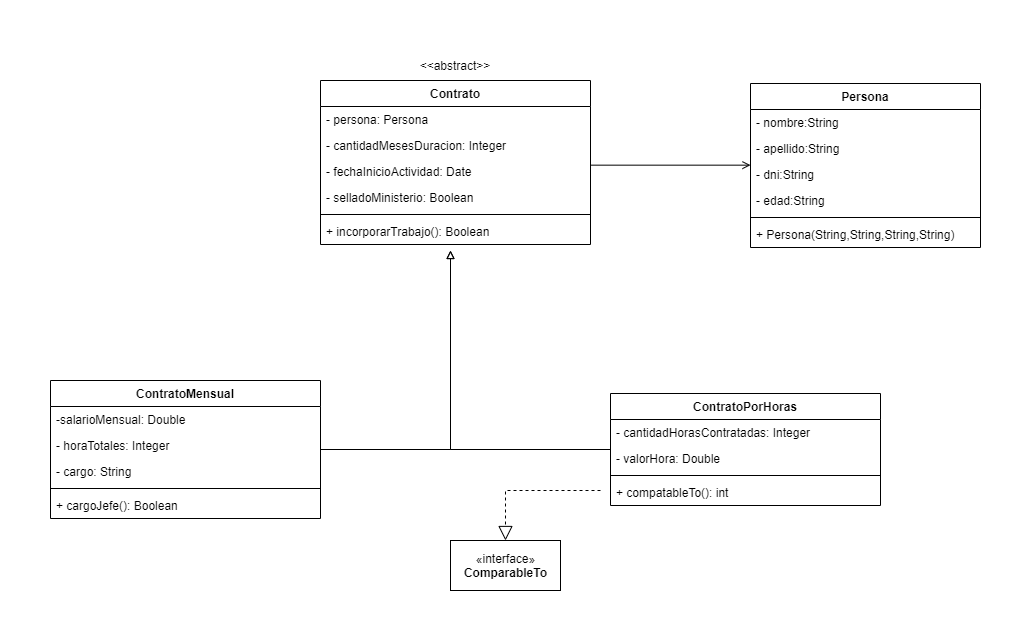 <<abstract>>
Contrato
- persona: Persona
- cantidadMesesDuracion: Integer
- fechaInicioActividad: Date
- selladoMinisterio: Boolean
+ incorporarTrabajo(): Boolean
Persona
- nombre:String
- apellido:String
- dni:String
- edad:String
+ Persona(String,String,String,String)
ContratoMensual
-salarioMensual: Double
- horaTotales: Integer
- cargo: String
+ cargoJefe(): Boolean
ContratoPorHoras
- cantidadHorasContratadas: Integer
- valorHora: Double
+ compatableTo(): int
«interface»
ComparableTo